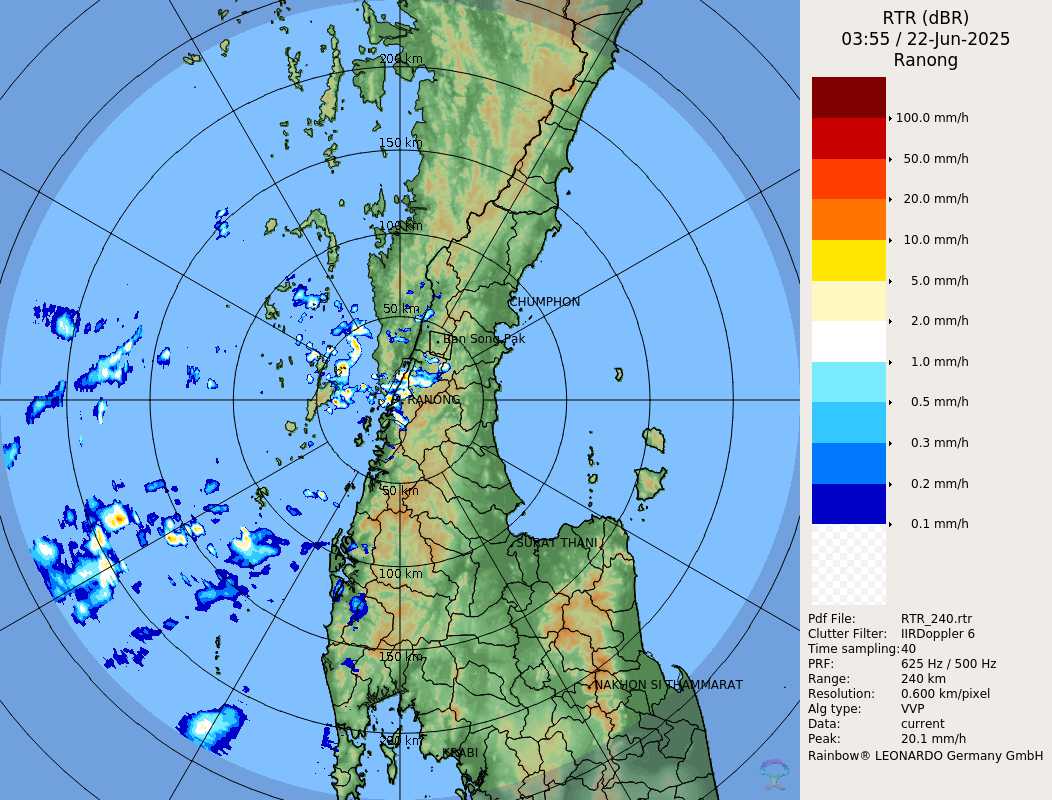 RTR (dBR)
03:55 / 22-Jun-2025
Ranong
100.0 mm/h
50.0 mm/h
20.0 mm/h
10.0 mm/h
5.0 mm/h
2.0 mm/h
1.0 mm/h
0.5 mm/h
0.3 mm/h
0.2 mm/h
0.1 mm/h
Pdf File: RTR_240.rtr
Clutter Filter: IIRDoppler 6
Time sampling: 40
PRF: 625 Hz / 500 Hz
Range: 240 km
Resolution: 0.600 km/pixel
Alg type: VVP
Data: current
Peak: 20.1 mm/h
Rainbow® LEONARDO Germany GmbH
200 km
150 km
100 km
50 km
CHUMPHON
Ban Song Pak
RANONG
50 km
SURAT THANI
100 km
150 km
NAKHON SI THAMMARAT
200 km
KRABI